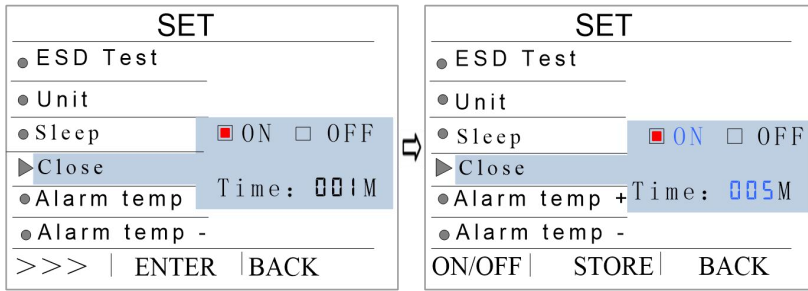 SET
ESD Test
Unit
Sleep
ON OFF
Close
Time: 001M
Alarm temp
Alarm temp -
>>> ENTER BACK
SET
ESD Test
Unit
Sleep
ON OFF
Close
Alarm temp +
Time: 005M
Alarm temp -
ON/OFF STORE BACK